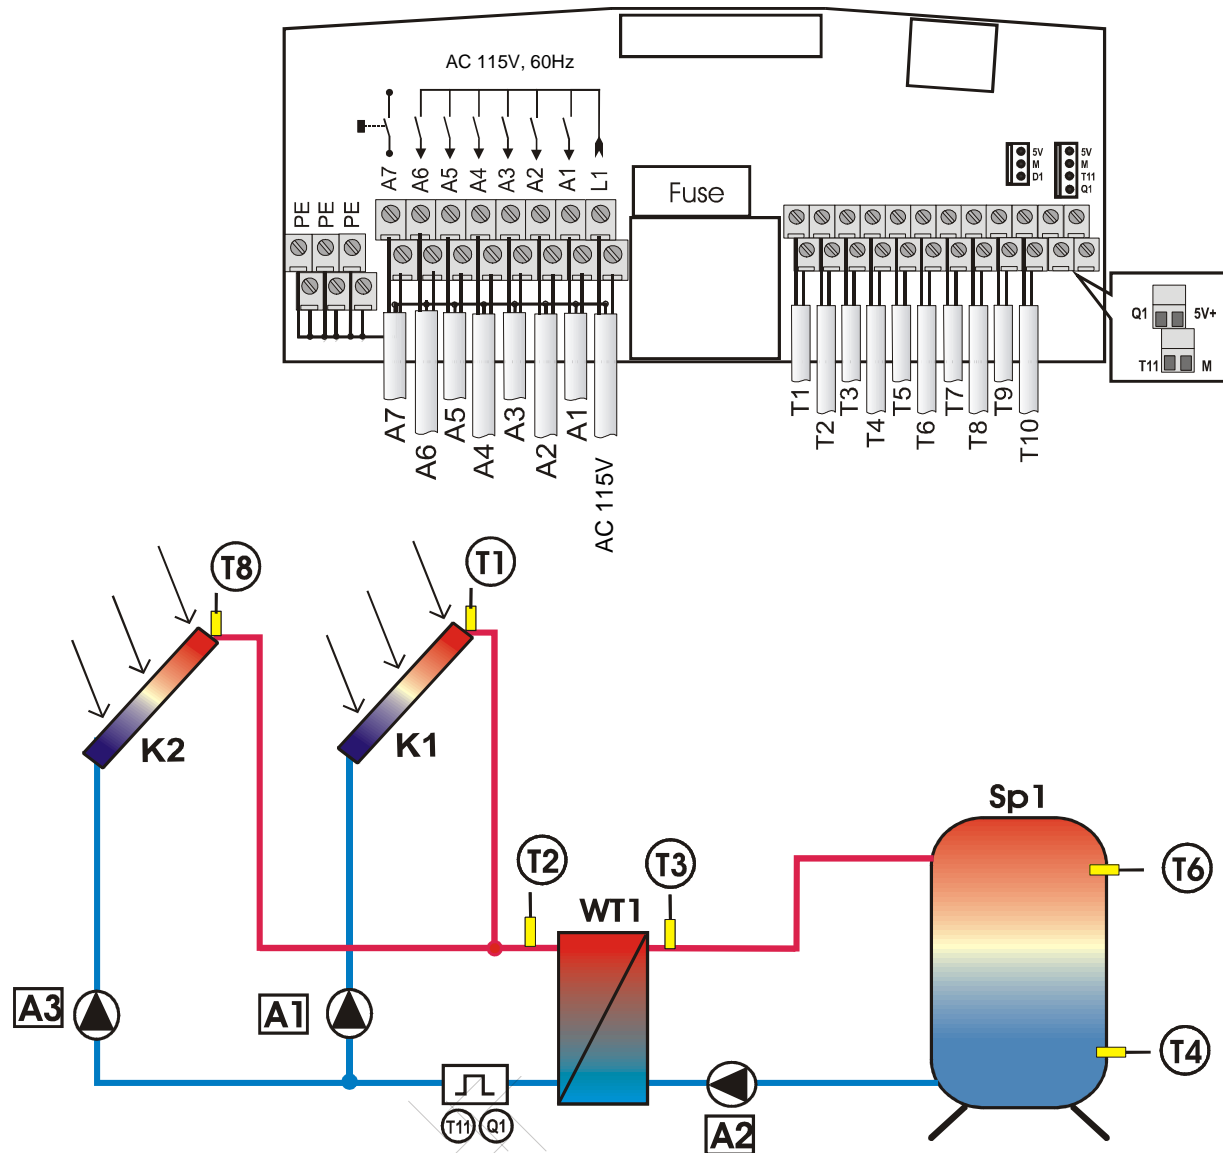 AC 115V, 60Hz
A7 A6 A5 A4 A3 A2 A1 L1
PE PE PE
Fuse
5V
M
D1
5V
M
T11
Q1
Q1 5V+
T11 M
A7 A6 A5 A4 A3 A2 A1 AC 115V
T1 T2 T3 T4 T5 T6 T7 T8 T9 T10
T8 T1
K2 K1
Sp1
T2 T3 T6
WT1
A3 A1
T4
T11 Q1 A2